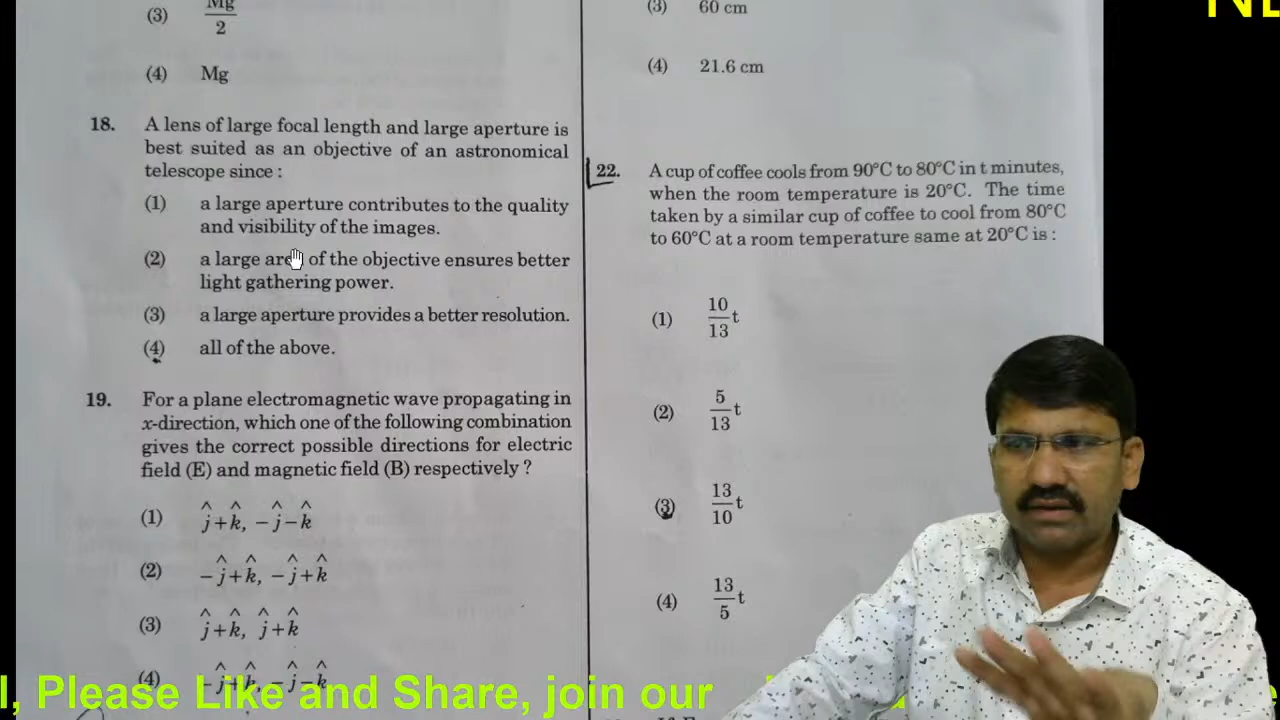 NE
(3) Mg
2
(4) Mg
18. A lens of large focal length and large aperture is
best suited as an objective of an astronomical
telescope since :
(1) a large aperture contributes to the quality
and visibility of the images.
(2) a large area of the objective ensures better
light gathering power.
(3) a large aperture provides a better resolution.
(4) all of the above.
19. For a plane electromagnetic wave propagating in
x-direction, which one of the following combination
gives the correct possible directions for electric
field (E) and magnetic field (B) respectively ?
(1) ĵ+k̂, −ĵ−k̂
(2) −ĵ+k̂, −ĵ+k̂
(3) ĵ+k̂, ĵ+k̂
(4) −ĵ+k̂, −ĵ−k̂
(3) 60 cm
(4) 21.6 cm
22. A cup of coffee cools from 90°C to 80°C in t minutes,
when the room temperature is 20°C. The time
taken by a similar cup of coffee to cool from 80°C
to 60°C at a room temperature same at 20°C is :
(1) 10/13 t
(2) 5/13 t
(3) 13/10 t
(4) 13/5 t
l, Please Like and Share, join our